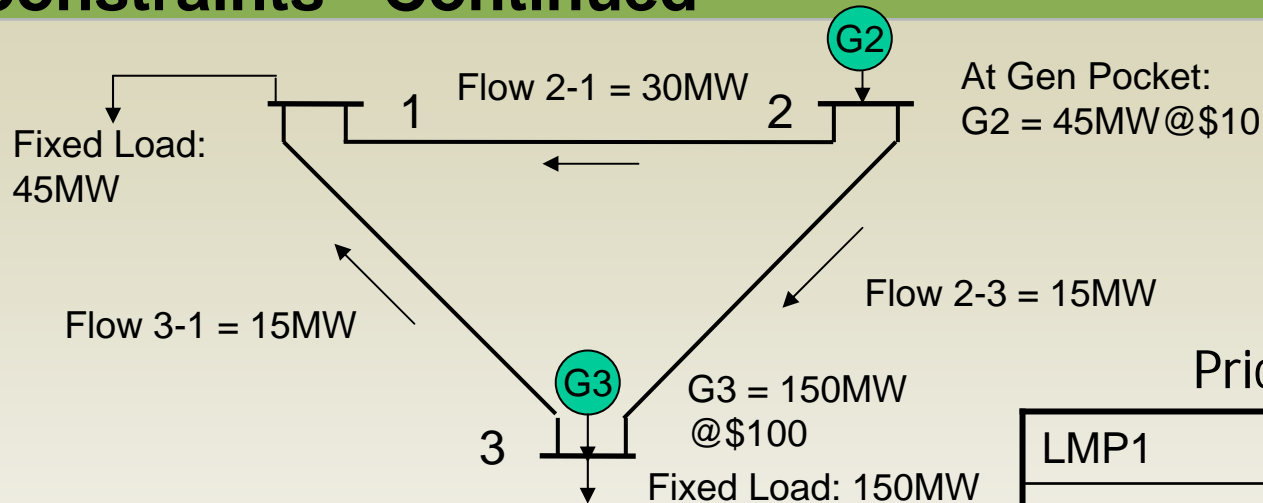 Constraints - Continued
G2
Flow 2-1 = 30MW
At Gen Pocket:
G2 = 45MW@$10
1
2
Fixed Load:
45MW
Flow 2-3 = 15MW
Flow 3-1 = 15MW
G3
G3 = 150MW
@$100
3
Fixed Load: 150MW
LMP1